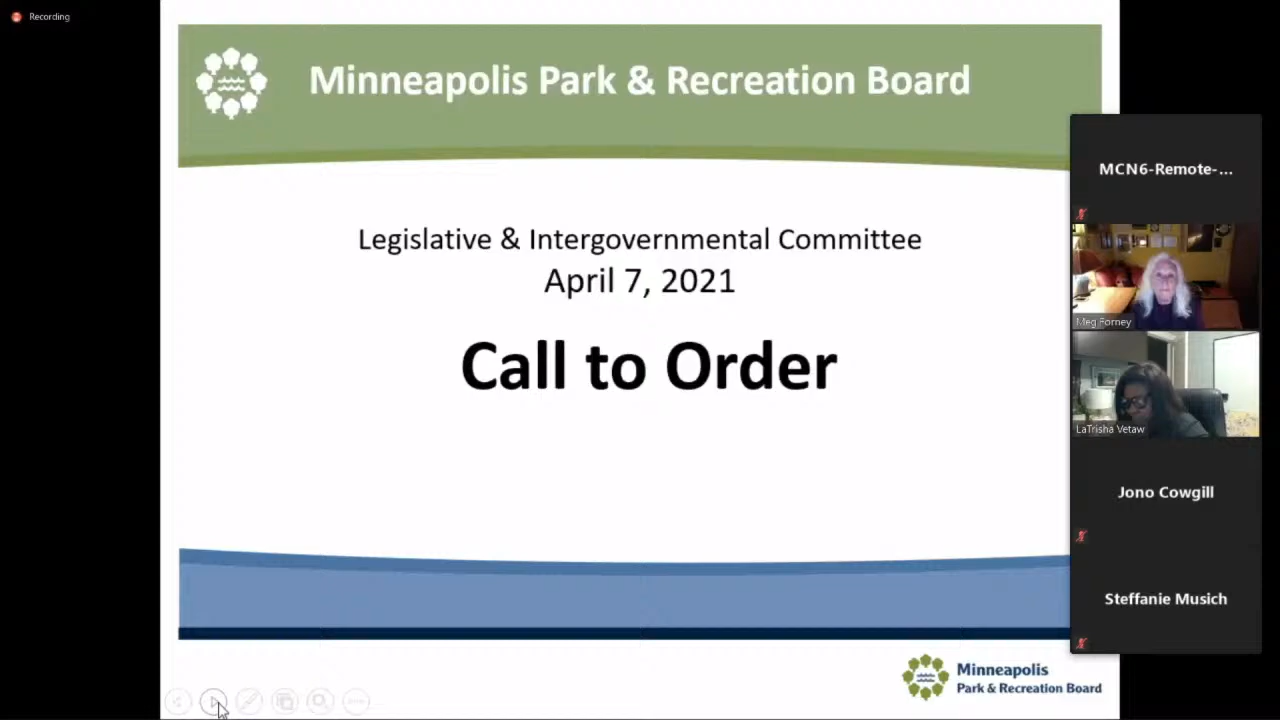 Recording
Minneapolis Park & Recreation Board
Legislative & Intergovernmental Committee
April 7, 2021
Call to Order
MCN6-Remote-...
Meg Forney
LaTrisha Vetaw
Jono Cowgill
Steffanie Musich
Minneapolis
Park & Recreation Board